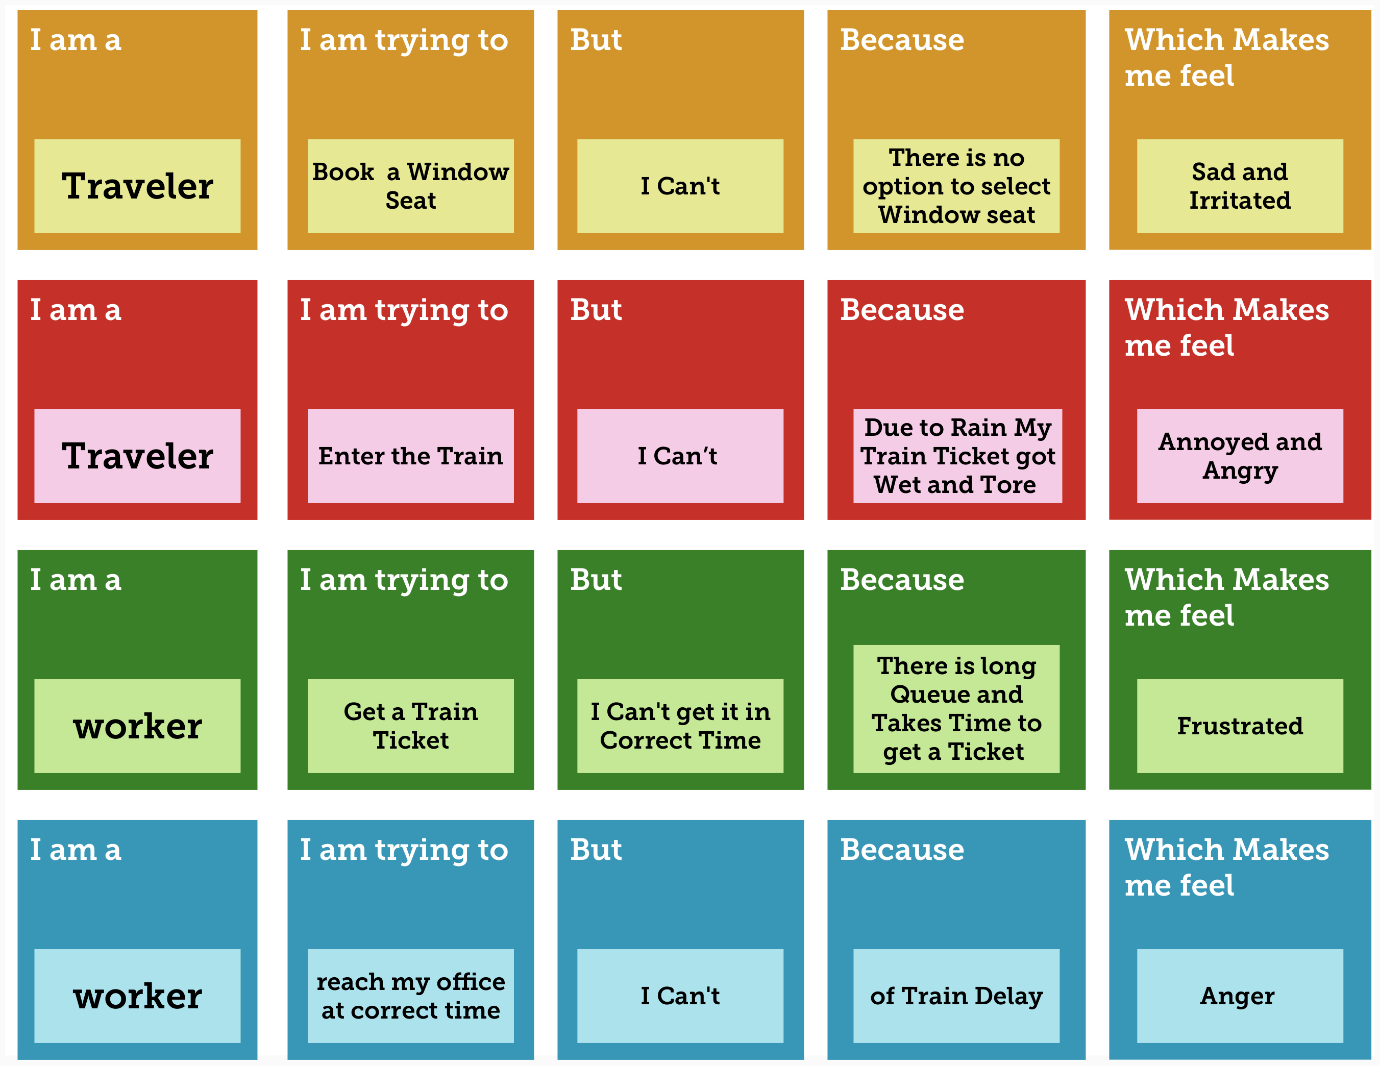 I am a
Traveler
I am trying to
Book a Window
Seat
But
I Can't
Because
There is no
option to select
Window seat
Which Makes
me feel
Sad and
Irritated
I am a
Traveler
I am trying to
Enter the Train
But
I Can’t
Because
Due to Rain My
Train Ticket got
Wet and Tore
Which Makes
me feel
Annoyed and
Angry
I am a
worker
I am trying to
Get a Train
Ticket
But
I Can't get it in
Correct Time
Because
There is long
Queue and
Takes Time to
get a Ticket
Which Makes
me feel
Frustrated
I am a
worker
I am trying to
reach my office
at correct time
But
I Can't
Because
of Train Delay
Which Makes
me feel
Anger